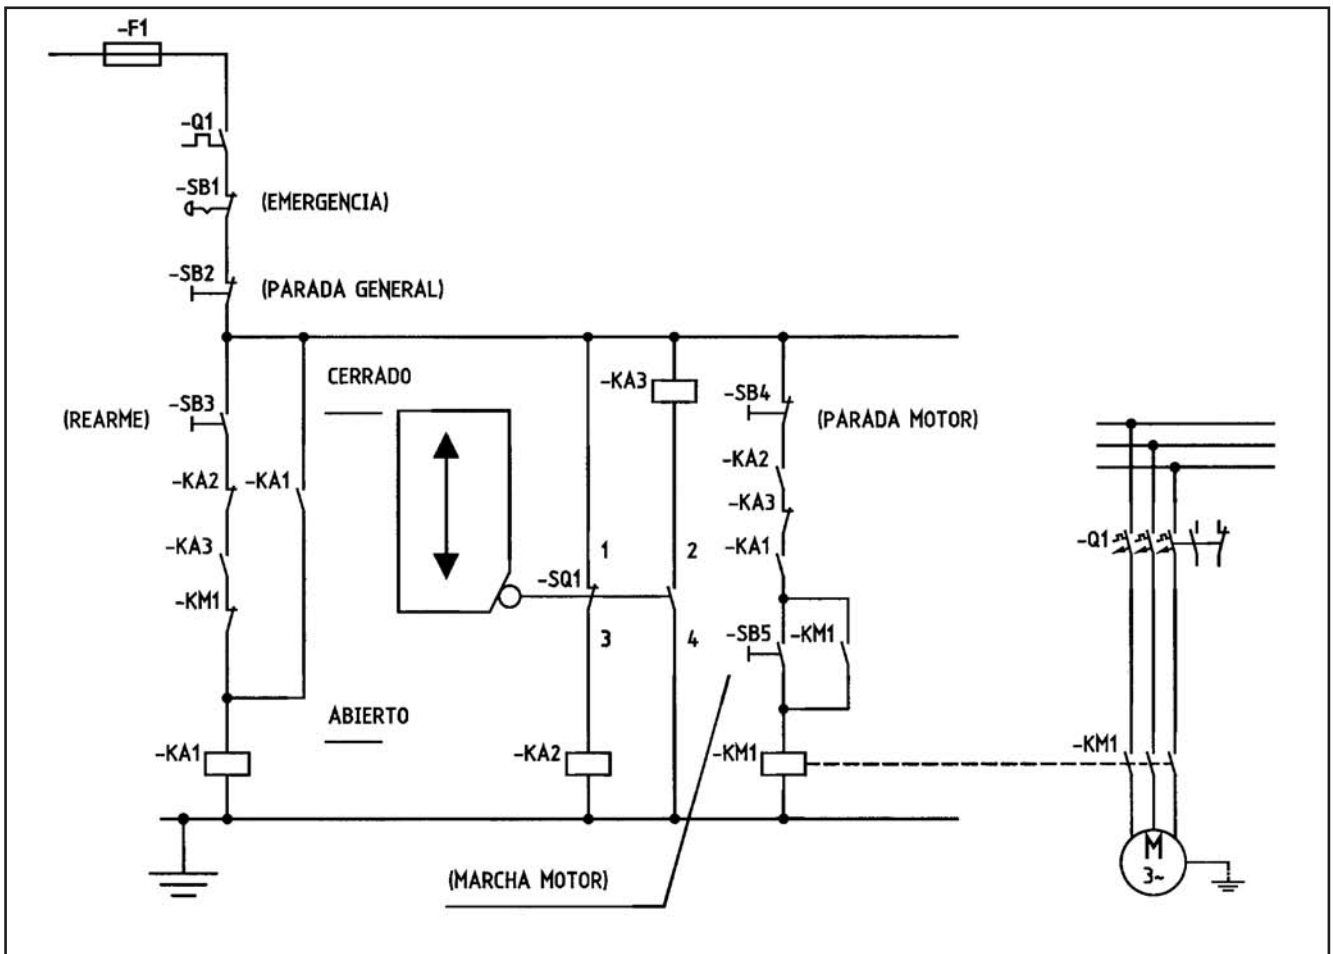 -F1
-Q1
-SB1
(EMERGENCIA)
-SB2
(PARADA GENERAL)
CERRADO
-KA3
-SB3
(REARME)
-SB4
(PARADA MOTOR)
-KA2
-KA1
-KA2
-KA3
-KA3
-KA1
1
2
-Q1
-SQ1
-KM1
3
4
-SB5
-KM1
ABIERTO
-KA1
-KA2
-KM1
-KM1
M
3~
(MARCHA MOTOR)